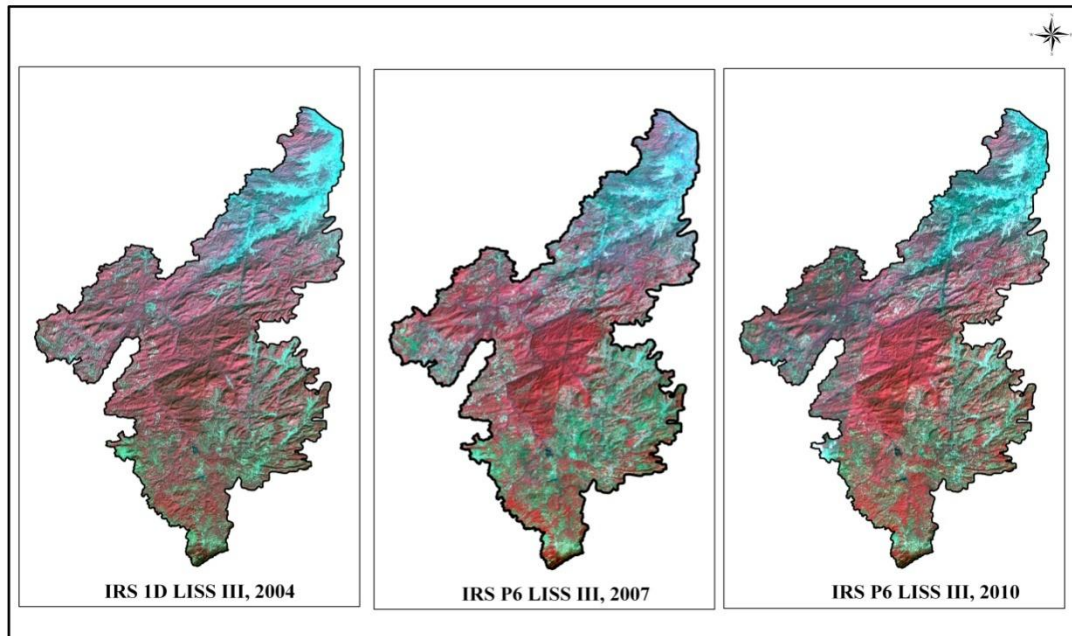 IRS 1D LISS III, 2004
IRS P6 LISS III, 2007
IRS P6 LISS III, 2010